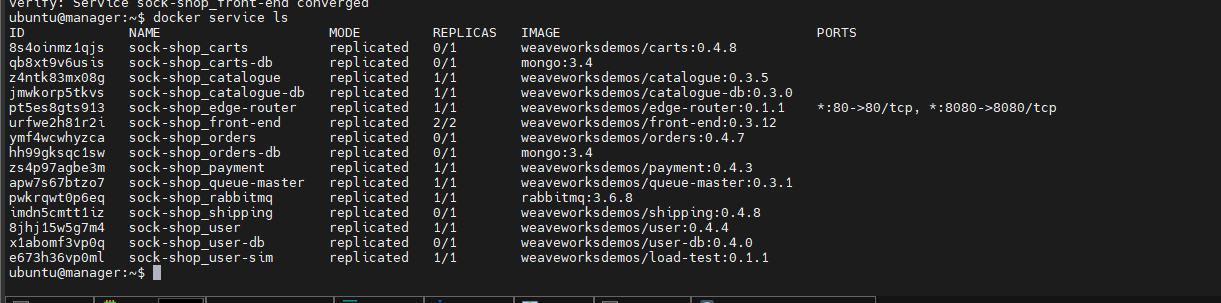 verify: Service sock-shop_front-end converged
ubuntu@manager:~$ docker service ls
ID NAME MODE REPLICAS IMAGE PORTS
8s4oinmz1qjs sock-shop_carts replicated 0/1 weaveworksdemos/carts:0.4.8
qb8xt9v6usis sock-shop_carts-db replicated 0/1 mongo:3.4
z4ntk83mx08g sock-shop_catalogue replicated 1/1 weaveworksdemos/catalogue:0.3.5
jmwkorp5tkvs sock-shop_catalogue-db replicated 1/1 weaveworksdemos/catalogue-db:0.3.0
pt5es8gts913 sock-shop_edge-router replicated 1/1 weaveworksdemos/edge-router:0.1.1 *:80->80/tcp, *:8080->8080/tcp
urfwe2h81r2i sock-shop_front-end replicated 2/2 weaveworksdemos/front-end:0.3.12
ymf4wcwhyzca sock-shop_orders replicated 0/1 weaveworksdemos/orders:0.4.7
hh99gksqc1sw sock-shop_orders-db replicated 0/1 mongo:3.4
zs4p97agbe3m sock-shop_payment replicated 1/1 weaveworksdemos/payment:0.4.3
apw7s67btzo7 sock-shop_queue-master replicated 1/1 weaveworksdemos/queue-master:0.3.1
pwkrqwt0p6eq sock-shop_rabbitmq replicated 1/1 rabbitmq:3.6.8
imdn5cmtt1iz sock-shop_shipping replicated 0/1 weaveworksdemos/shipping:0.4.8
8jhj15w5g7m4 sock-shop_user replicated 1/1 weaveworksdemos/user:0.4.4
x1abomf3vp0q sock-shop_user-db replicated 0/1 weaveworksdemos/user-db:0.4.0
e673h36vp0ml sock-shop_user-sim replicated 1/1 weaveworksdemos/load-test:0.1.1
ubuntu@manager:~$